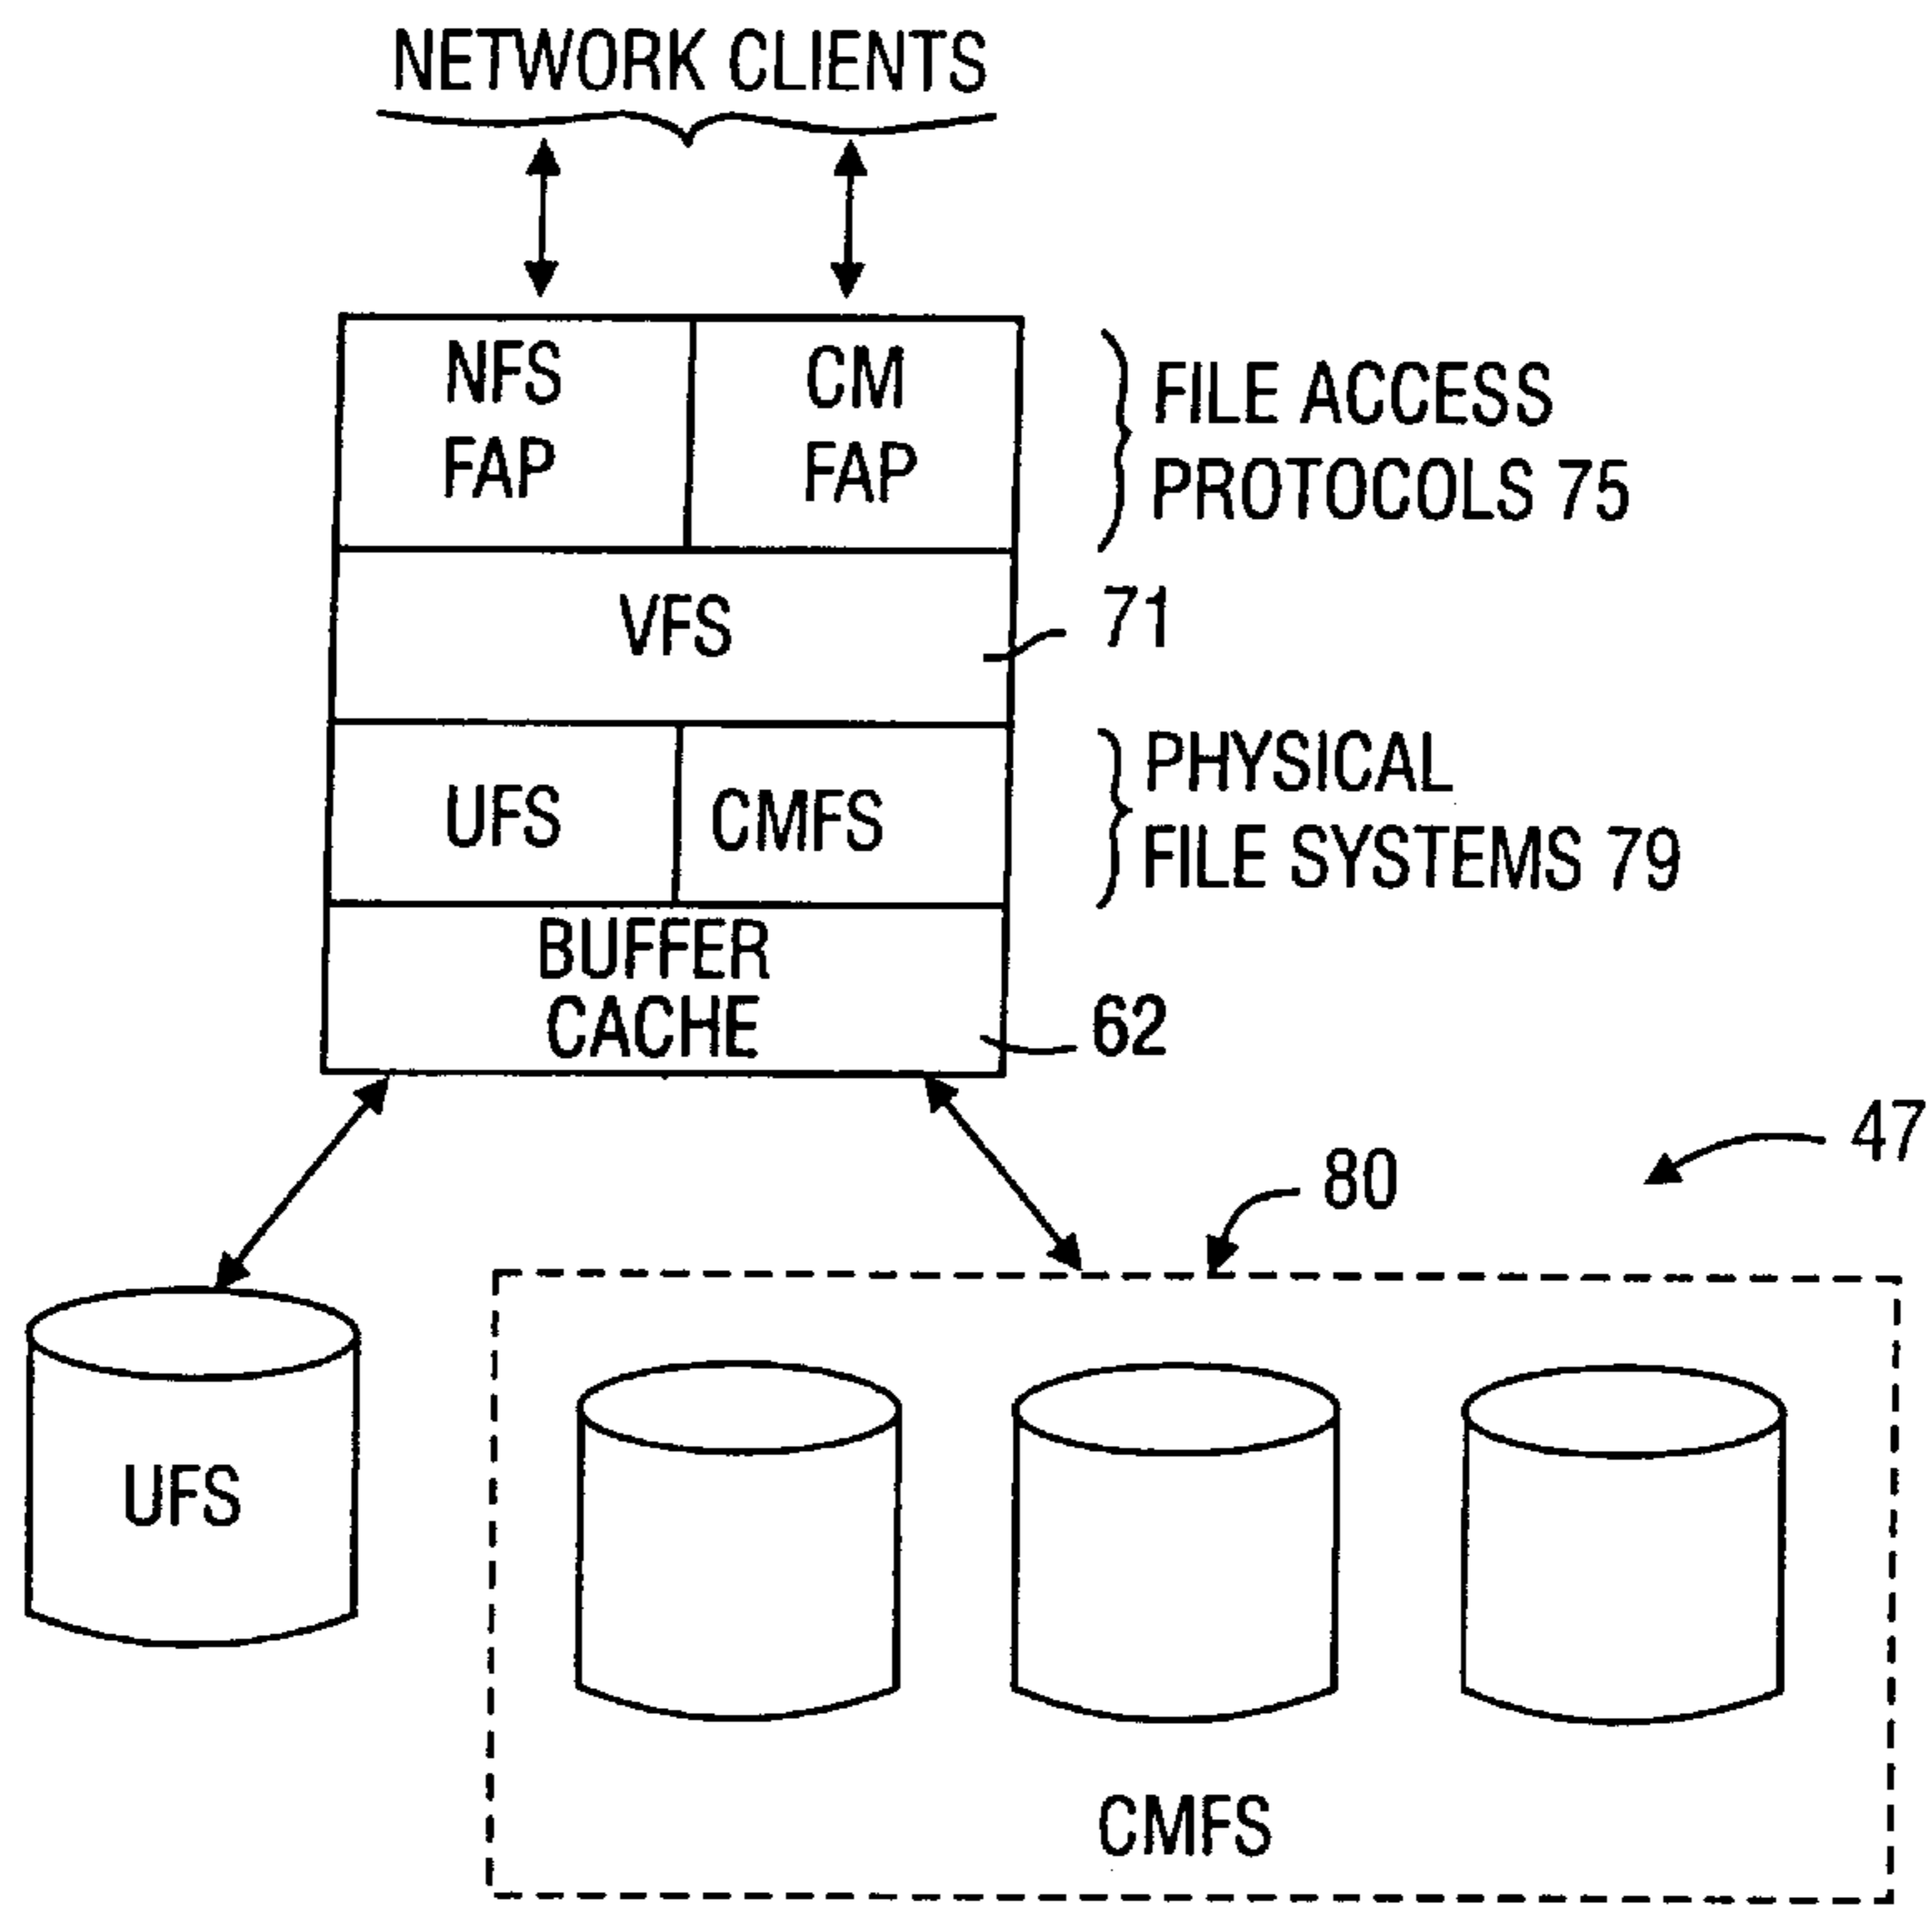 NETWORK CLIENTS
NFS
FAP
CM
FAP
FILE ACCESS
PROTOCOLS 75
VFS
71
UFS
CMFS
PHYSICAL
FILE SYSTEMS 79
BUFFER
CACHE
62
47
80
UFS
CMFS